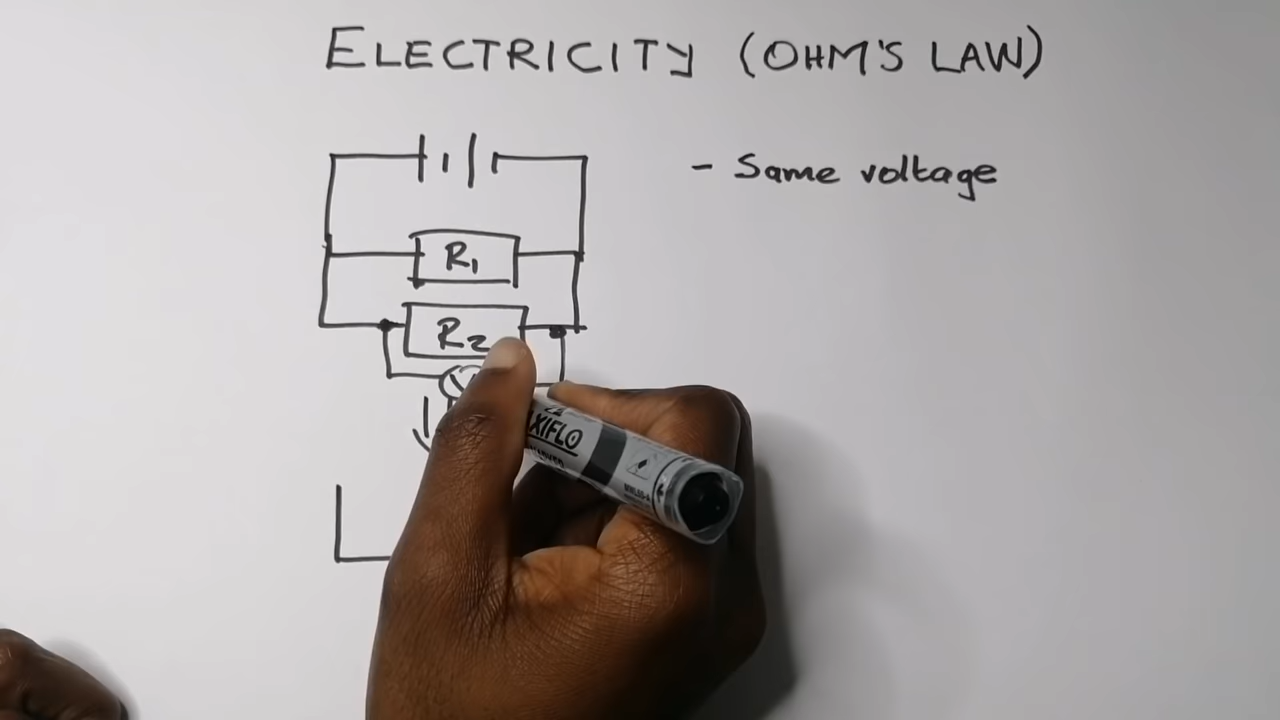 ELECTRICITY (OHM'S LAW)
- Same voltage
R1
R2
V
XIFLO